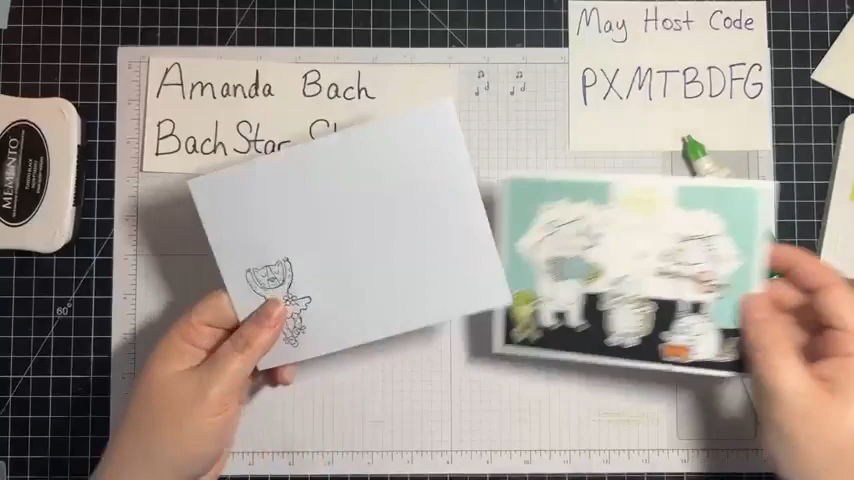 May Host Code
PXMTBDFG
Amanda Bach
BachStar
MEMENTO
60°